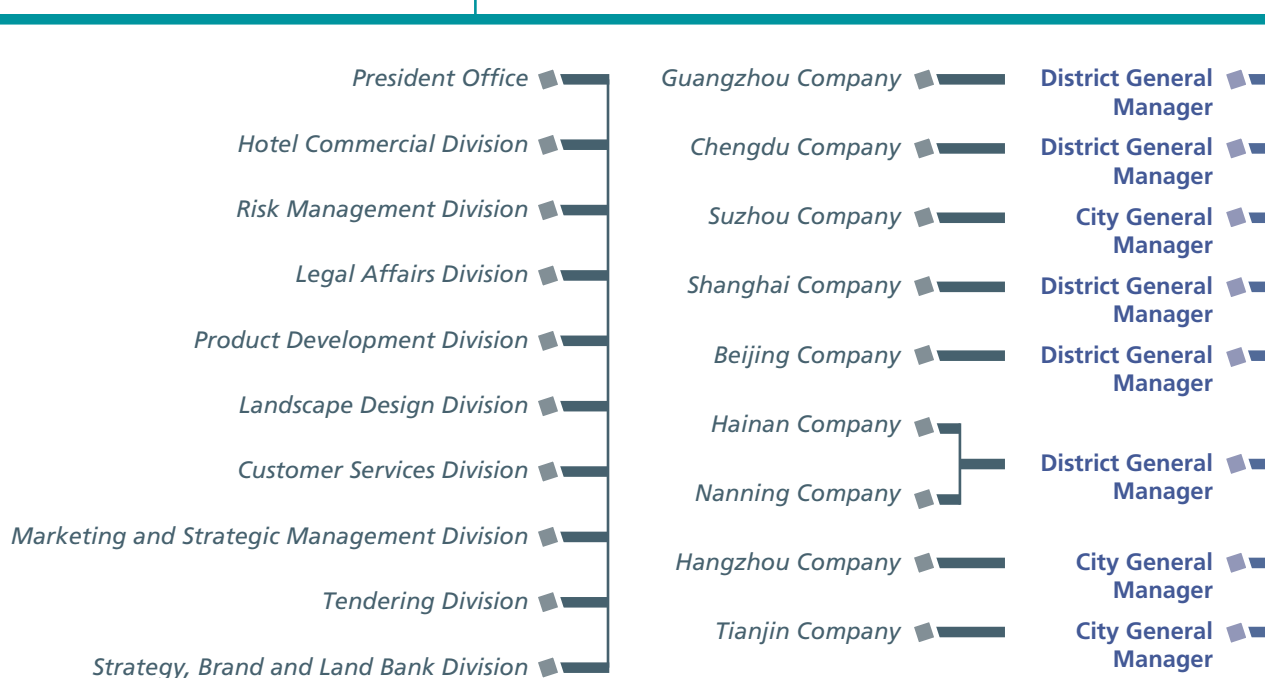 President Office
Hotel Commercial Division
Risk Management Division
Legal Affairs Division
Product Development Division
Landscape Design Division
Customer Services Division
Marketing and Strategic Management Division
Tendering Division
Strategy, Brand and Land Bank Division
Guangzhou Company
Chengdu Company
Suzhou Company
Shanghai Company
Beijing Company
Hainan Company
Nanning Company
Hangzhou Company
Tianjin Company
District General
Manager
District General
Manager
City General
Manager
District General
Manager
District General
Manager
District General
Manager
City General
Manager
City General
Manager